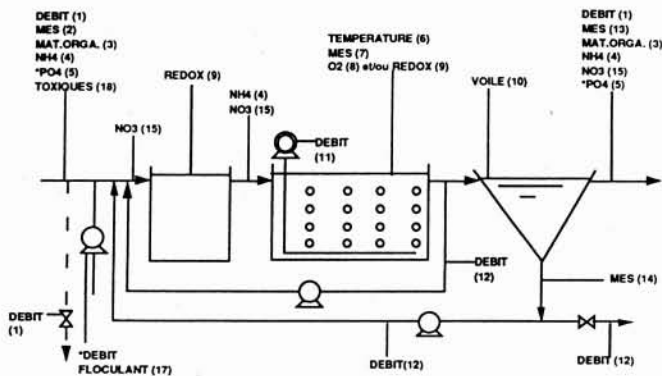 DEBIT (1)
MES (2)
MAT.ORGA. (3)
NH4 (4)
*PO4 (5)
TOXIQUES (18)
REDOX (9)
NO3 (15)
NH4 (4)
NO3 (15)
TEMPERATURE (6)
MES (7)
O2 (8) et/ou REDOX (9)
VOILE (10)
DEBIT (1)
MES (13)
MAT.ORGA. (3)
NH4 (4)
NO3 (15)
*PO4 (5)
DEBIT
(11)
DEBIT
(12)
MES (14)
DEBIT
(1)
*DEBIT
FLOCULANT (17)
DEBIT(12)
DEBIT (12)